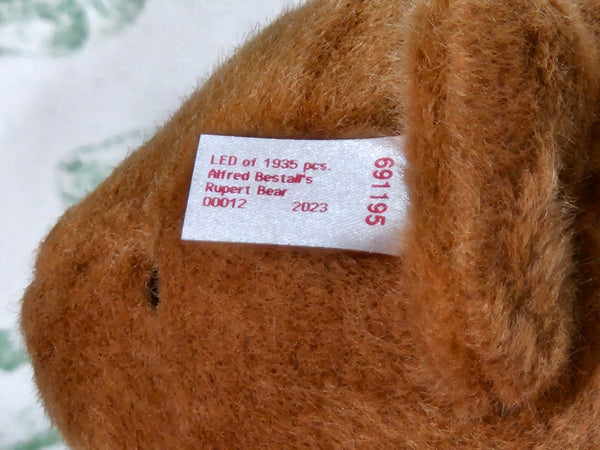 LED of 1935 pcs.
Alfred Bestall's
Rupert Bear
00012 2023
691195